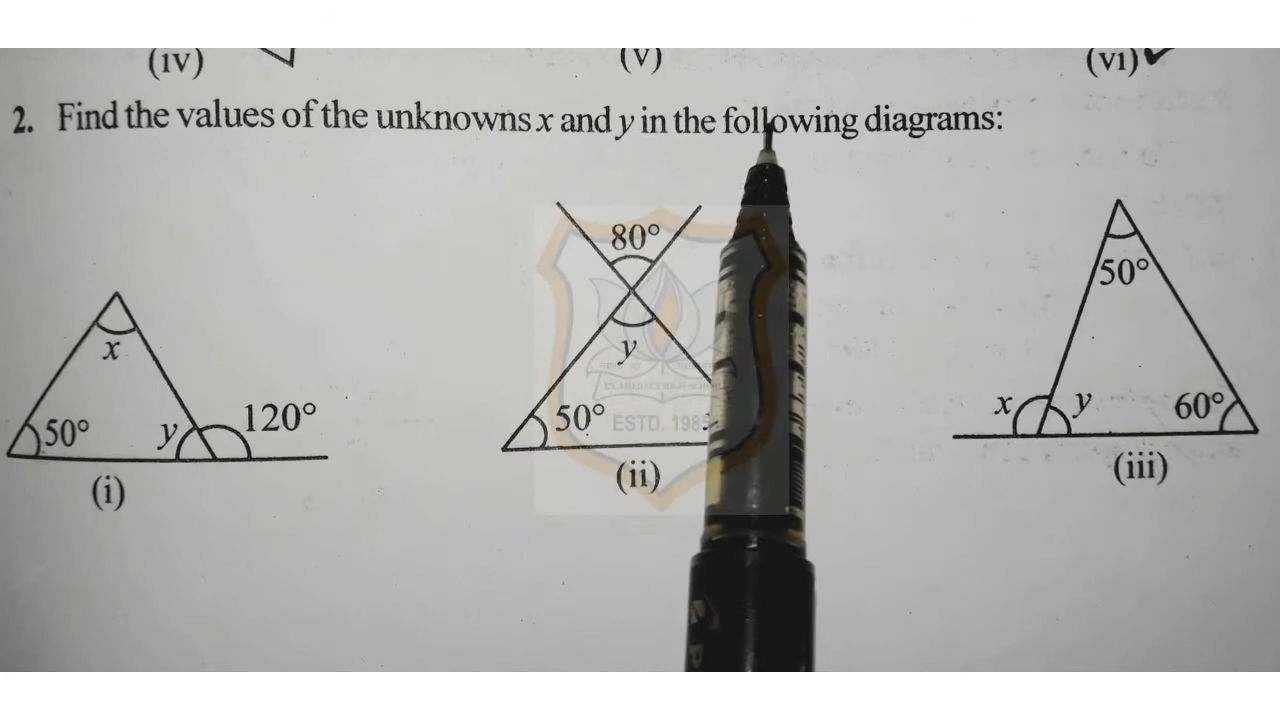 (iv) (v) (vi)
2. Find the values of the unknowns x and y in the following diagrams:
80°
50°
x
y
50° y 120°
50° ESTD. 1985
x y 60°
(i) (ii) (iii)